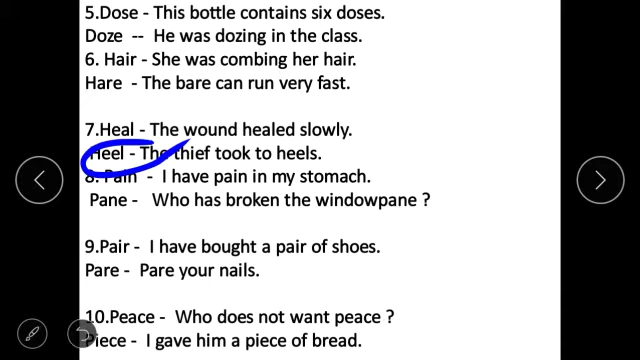 5.Dose - This bottle contains six doses.
Doze -- He was dozing in the class.
6. Hair - She was combing her hair.
Hare - The bare can run very fast.
7.Heal - The wound healed slowly.
Heel - The thief took to heels.
8. Pain - I have pain in my stomach.
Pane - Who has broken the windowpane ?
9.Pair - I have bought a pair of shoes.
Pare - Pare your nails.
10.Peace - Who does not want peace ?
Piece - I gave him a piece of bread.